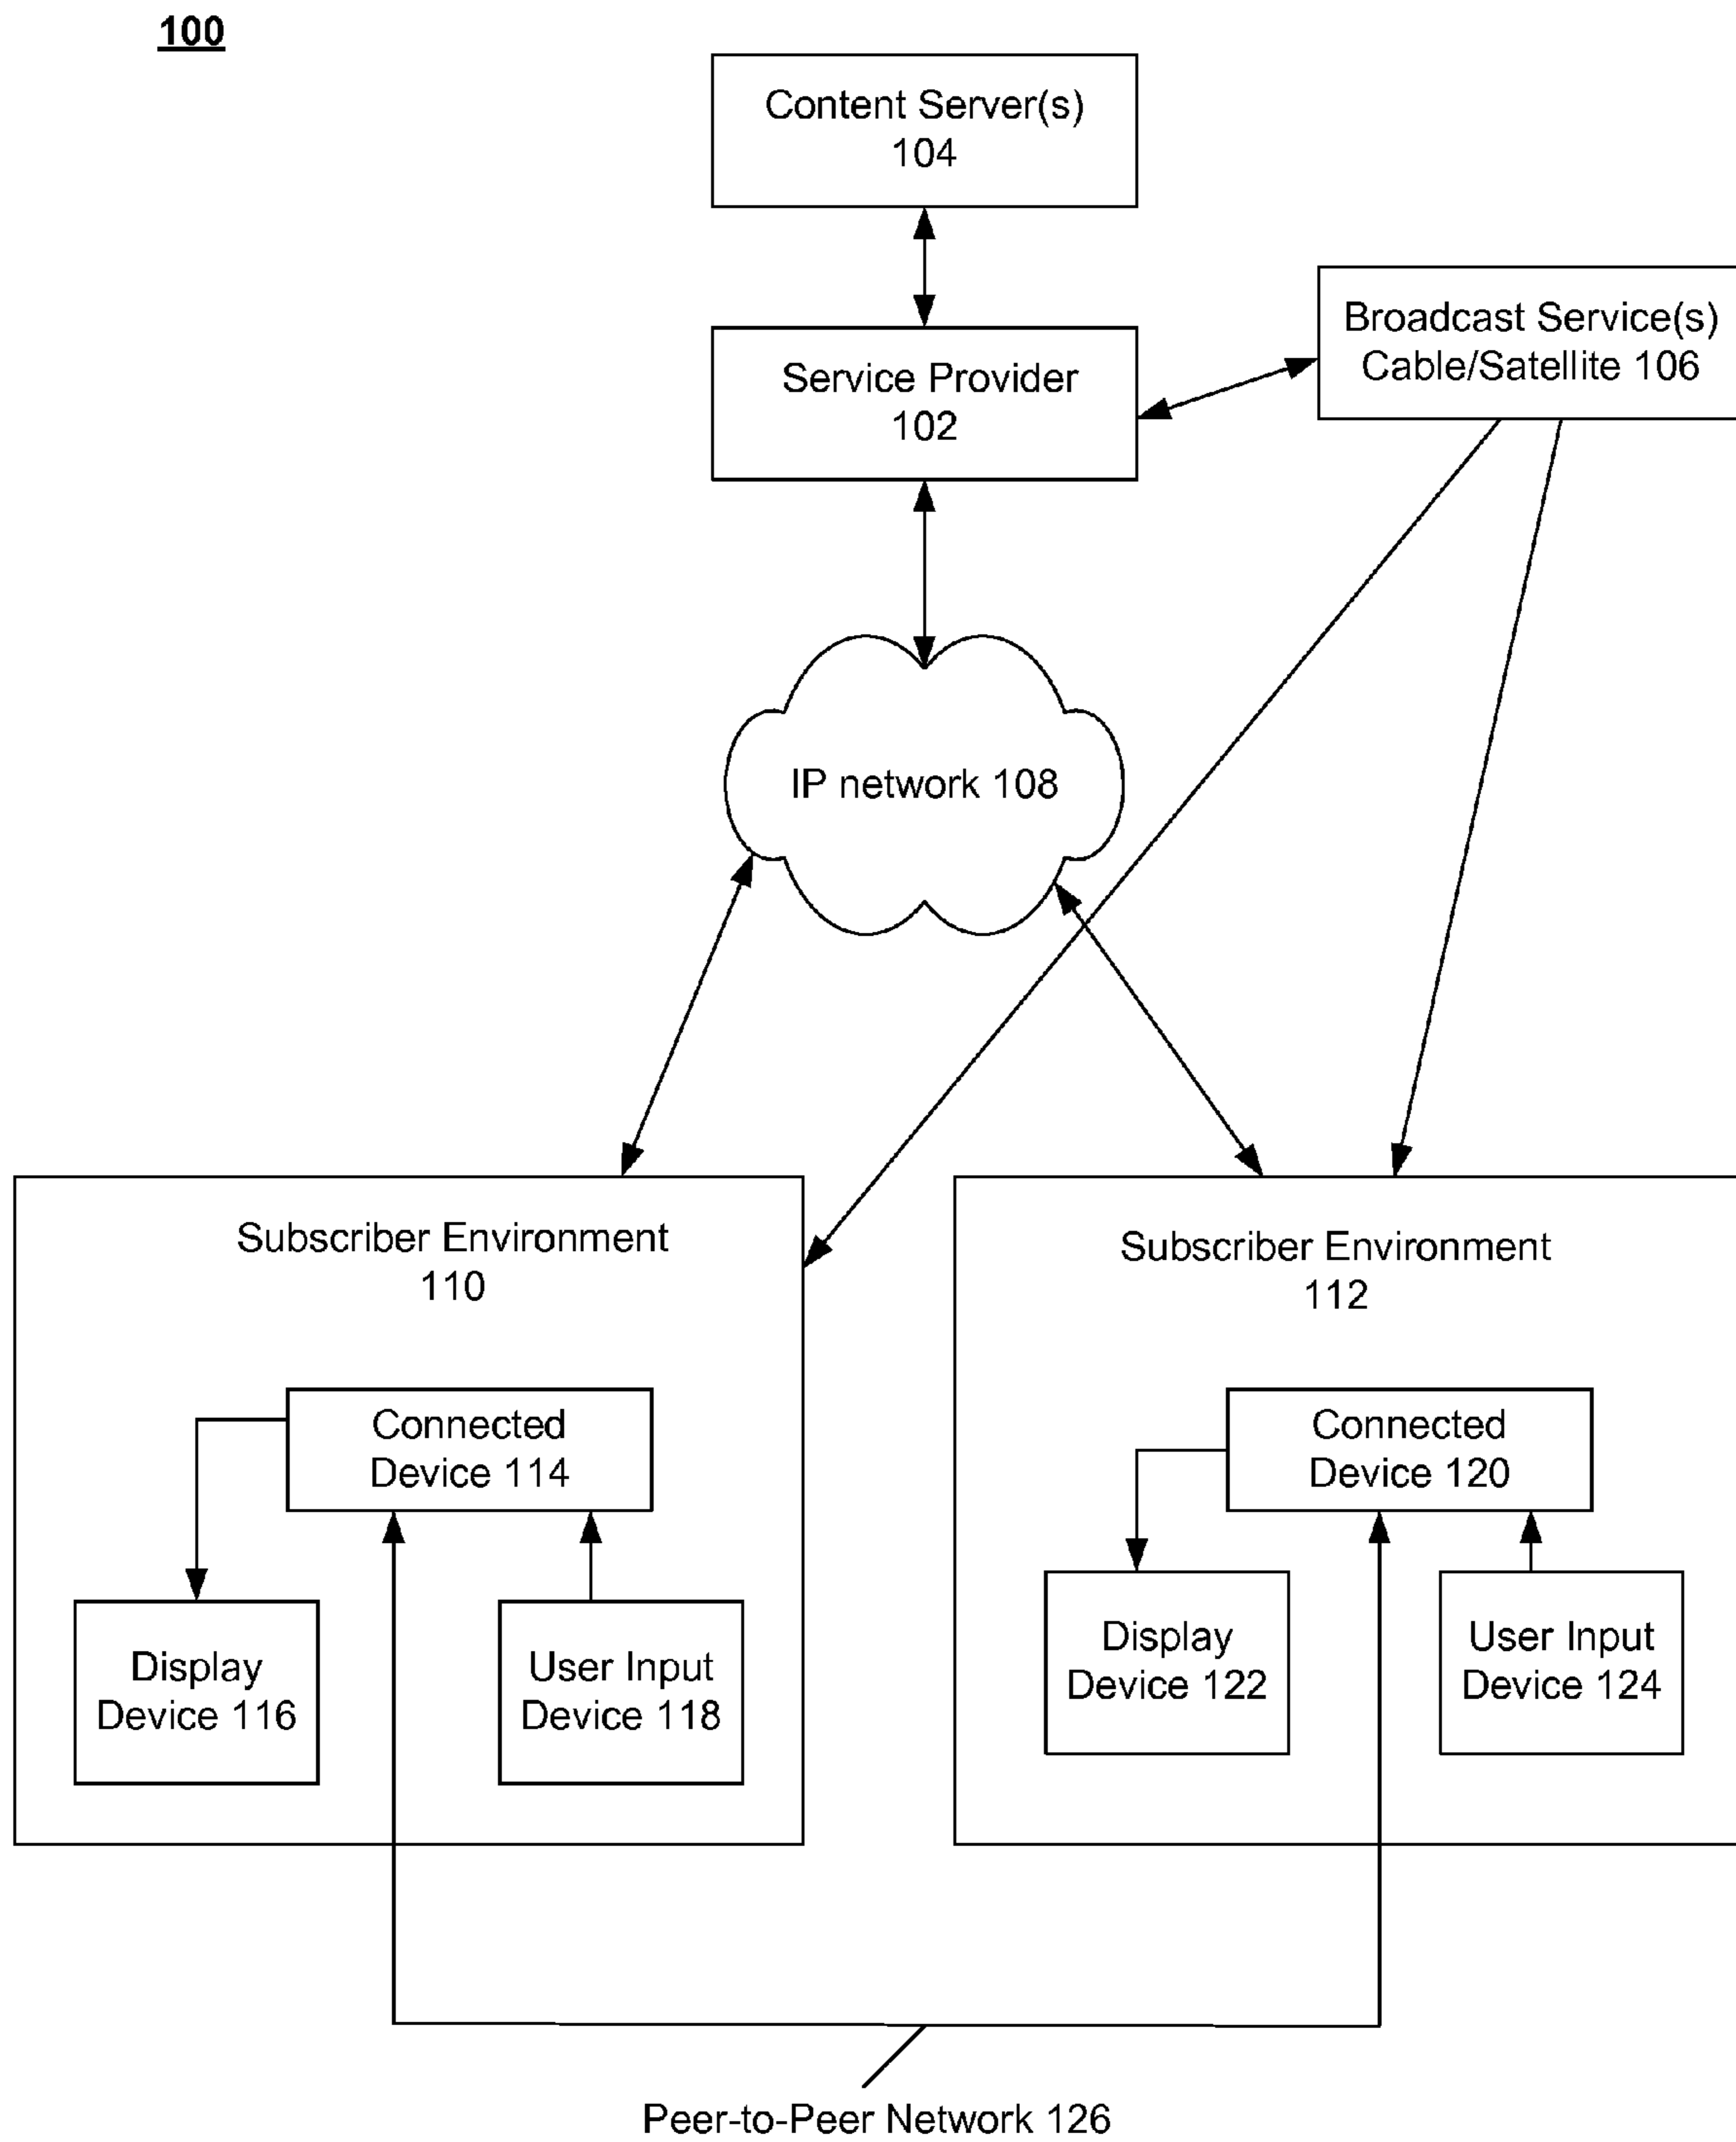 100
Content Server(s)
104
Broadcast Service(s)
Cable/Satellite 106
Service Provider
102
IP network 108
Subscriber Environment
110
Subscriber Environment
112
Connected
Device 114
Connected
Device 120
Display
Device 116
User Input
Device 118
Display
Device 122
User Input
Device 124
Peer-to-Peer Network 126